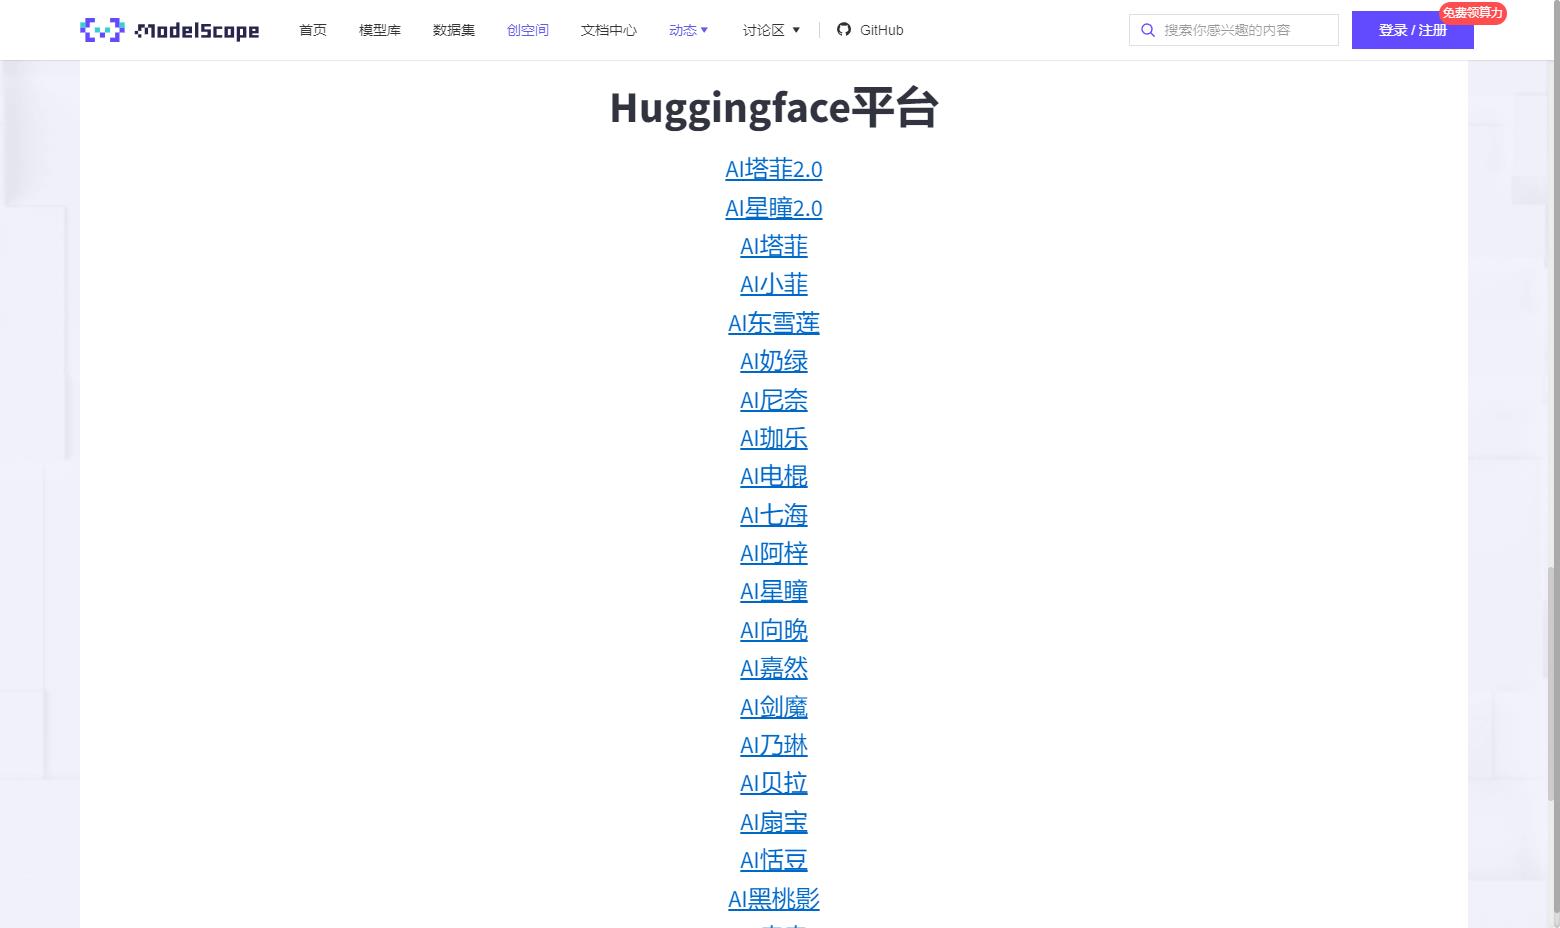 ModelScope 首页 模型库 数据集 创空间 文档中心 动态 讨论区 GitHub 搜索你感兴趣的内容 登录 / 注册 免费领算力
Huggingface平台
AI塔菲2.0
AI星瞳2.0
AI塔菲
AI小菲
AI东雪莲
AI奶绿
AI尼奈
AI珈乐
AI电棍
AI七海
AI阿梓
AI星瞳
AI向晚
AI嘉然
AI剑魔
AI乃琳
AI贝拉
AI扇宝
AI恬豆
AI黑桃影